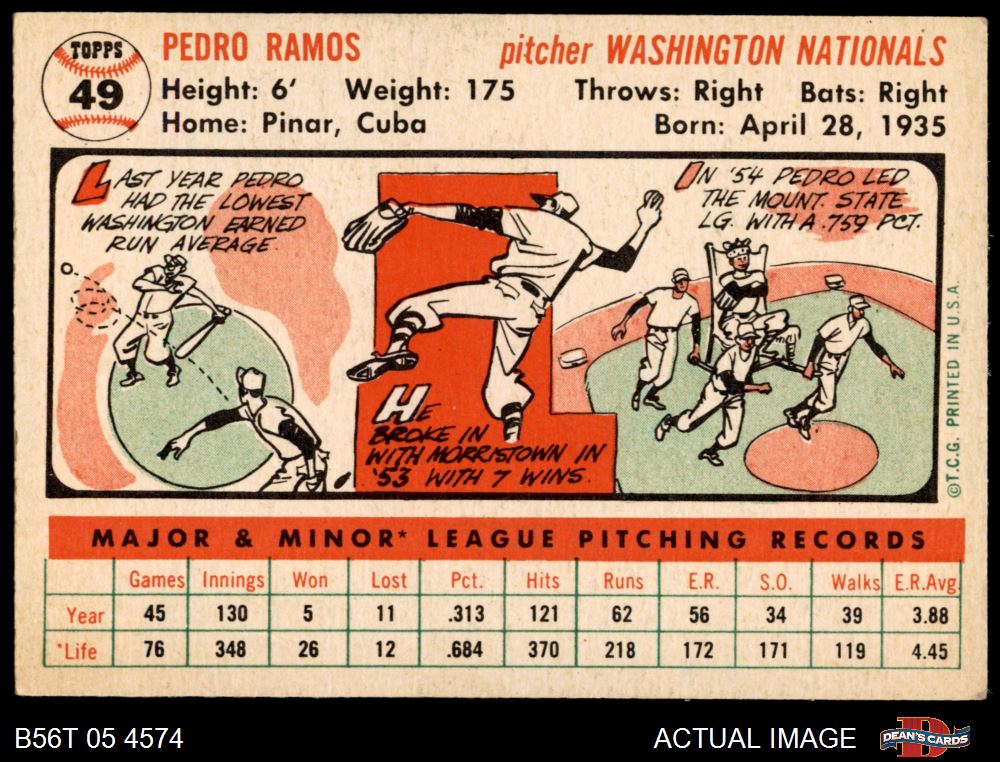 TOPPS
49
PEDRO RAMOS
pitcher WASHINGTON NATIONALS
Height: 6' Weight: 175 Throws: Right Bats: Right
Home: Pinar, Cuba Born: April 28, 1935
LAST YEAR PEDRO
HAD THE LOWEST
WASHINGTON EARNED
RUN AVERAGE.
HE
BROKE IN
WITH MORRISTOWN IN
'53 WITH 7 WINS.
IN '54 PEDRO LED
THE MOUNT. STATE
LG. WITH A .759 PCT.
©T.C.G. PRINTED IN U.S.A.
MAJOR & MINOR* LEAGUE PITCHING RECORDS
Games Innings Won Lost Pct. Hits Runs E.R. S.O. Walks E.R.Avg.
Year 45 130 5 11 .313 121 62 56 34 39 3.88
*Life 76 348 26 12 .684 370 218 172 171 119 4.45
B56T 05 4574
ACTUAL IMAGE
D
DEAN'S CARDS